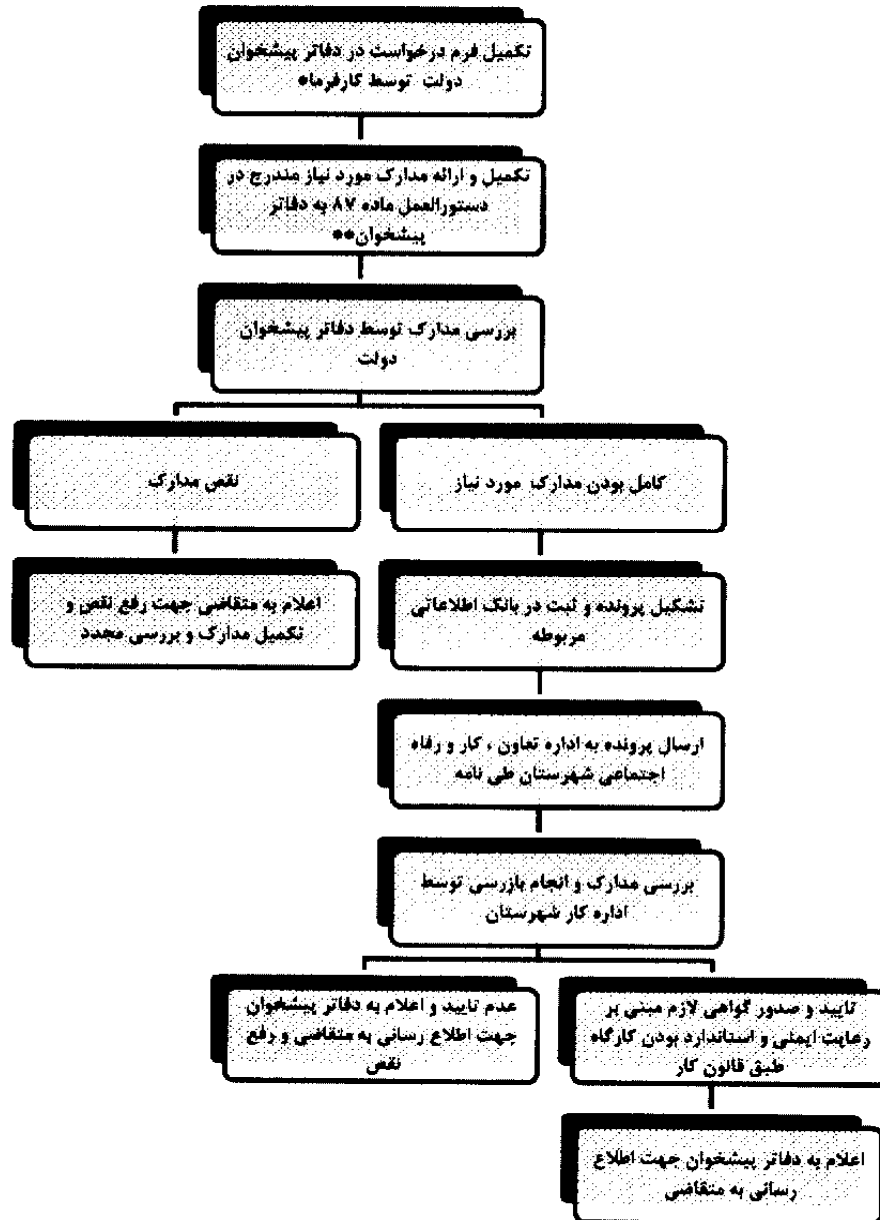 تکمیل فرم درخواست در دفاتر پیشخوان
دولت توسط کارفرما*
تکمیل و ارائه مدارک مورد نیاز مندرج در
دستورالعمل ماده ۸۷ به دفاتر
پیشخوان**
بررسی مدارک توسط دفاتر پیشخوان
دولت
کامل بودن مدارک مورد نیاز
نقص مدارک
تشکیل پرونده و ثبت در بانک اطلاعاتی
مربوطه
اعلام به متقاضی جهت رفع نقص و
تکمیل مدارک و بررسی مجدد
ارسال پرونده به اداره تعاون ، کار و رفاه
اجتماعی شهرستان طی نامه
بررسی مدارک و انجام بازرسی توسط
اداره کار شهرستان
تایید و صدور گواهی لازم مبنی بر
رعایت ایمنی و استاندارد بودن کارگاه
طبق قانون کار
عدم تایید و اعلام به دفاتر پیشخوان
جهت اطلاع رسانی به متقاضی و رفع
نقص
اعلام به دفاتر پیشخوان جهت اطلاع
رسانی به متقاضی